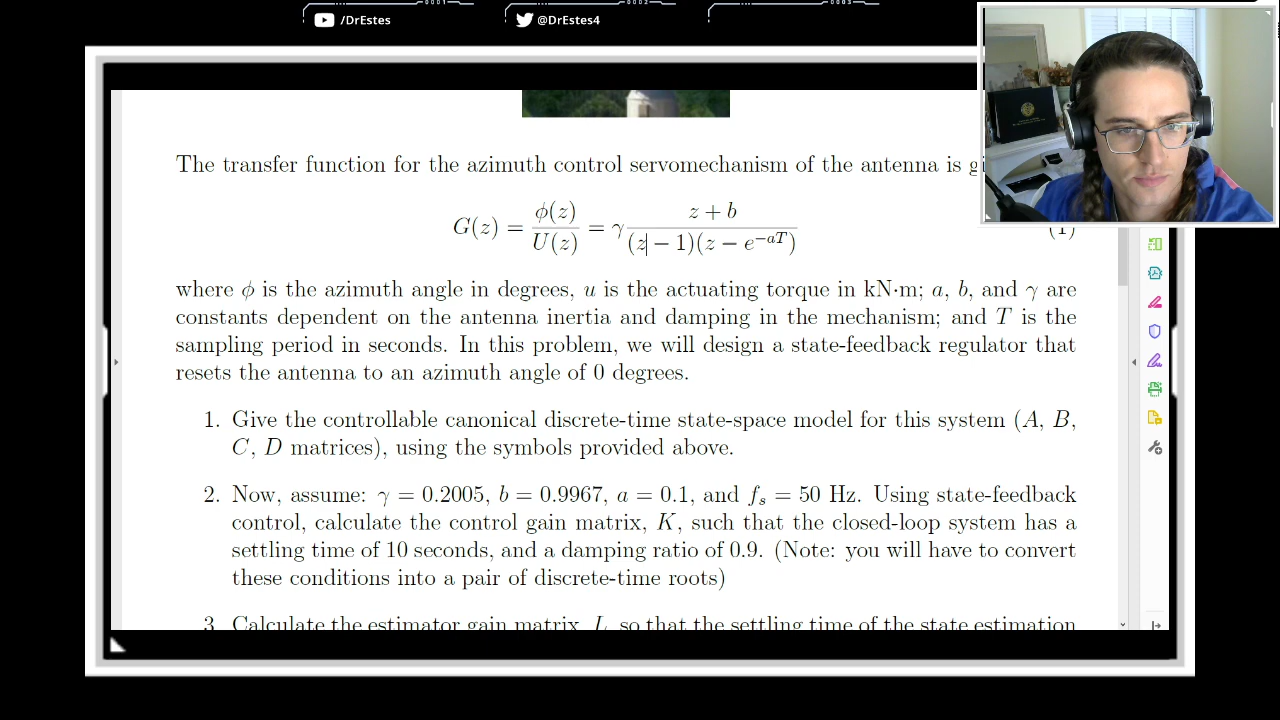 0001
0002
0003
/DrEstes
@DrEstes4
The transfer function for the azimuth control servomechanism of the antenna is
G(z) = ϕ(z)/U(z) = γ (z + b)/((z − 1)(z − e^{−aT}))
(1)
where ϕ is the azimuth angle in degrees, u is the actuating torque in kN·m; a, b, and γ are
constants dependent on the antenna inertia and damping in the mechanism; and T is the
sampling period in seconds. In this problem, we will design a state-feedback regulator that
resets the antenna to an azimuth angle of 0 degrees.
1. Give the controllable canonical discrete-time state-space model for this system (A, B,
C, D matrices), using the symbols provided above.
2. Now, assume: γ = 0.2005, b = 0.9967, a = 0.1, and f_s = 50 Hz. Using state-feedback
control, calculate the control gain matrix, K, such that the closed-loop system has a
settling time of 10 seconds, and a damping ratio of 0.9. (Note: you will have to convert
these conditions into a pair of discrete-time roots)
3. Calculate the estimator gain matrix, L, so that the settling time of the state estimation